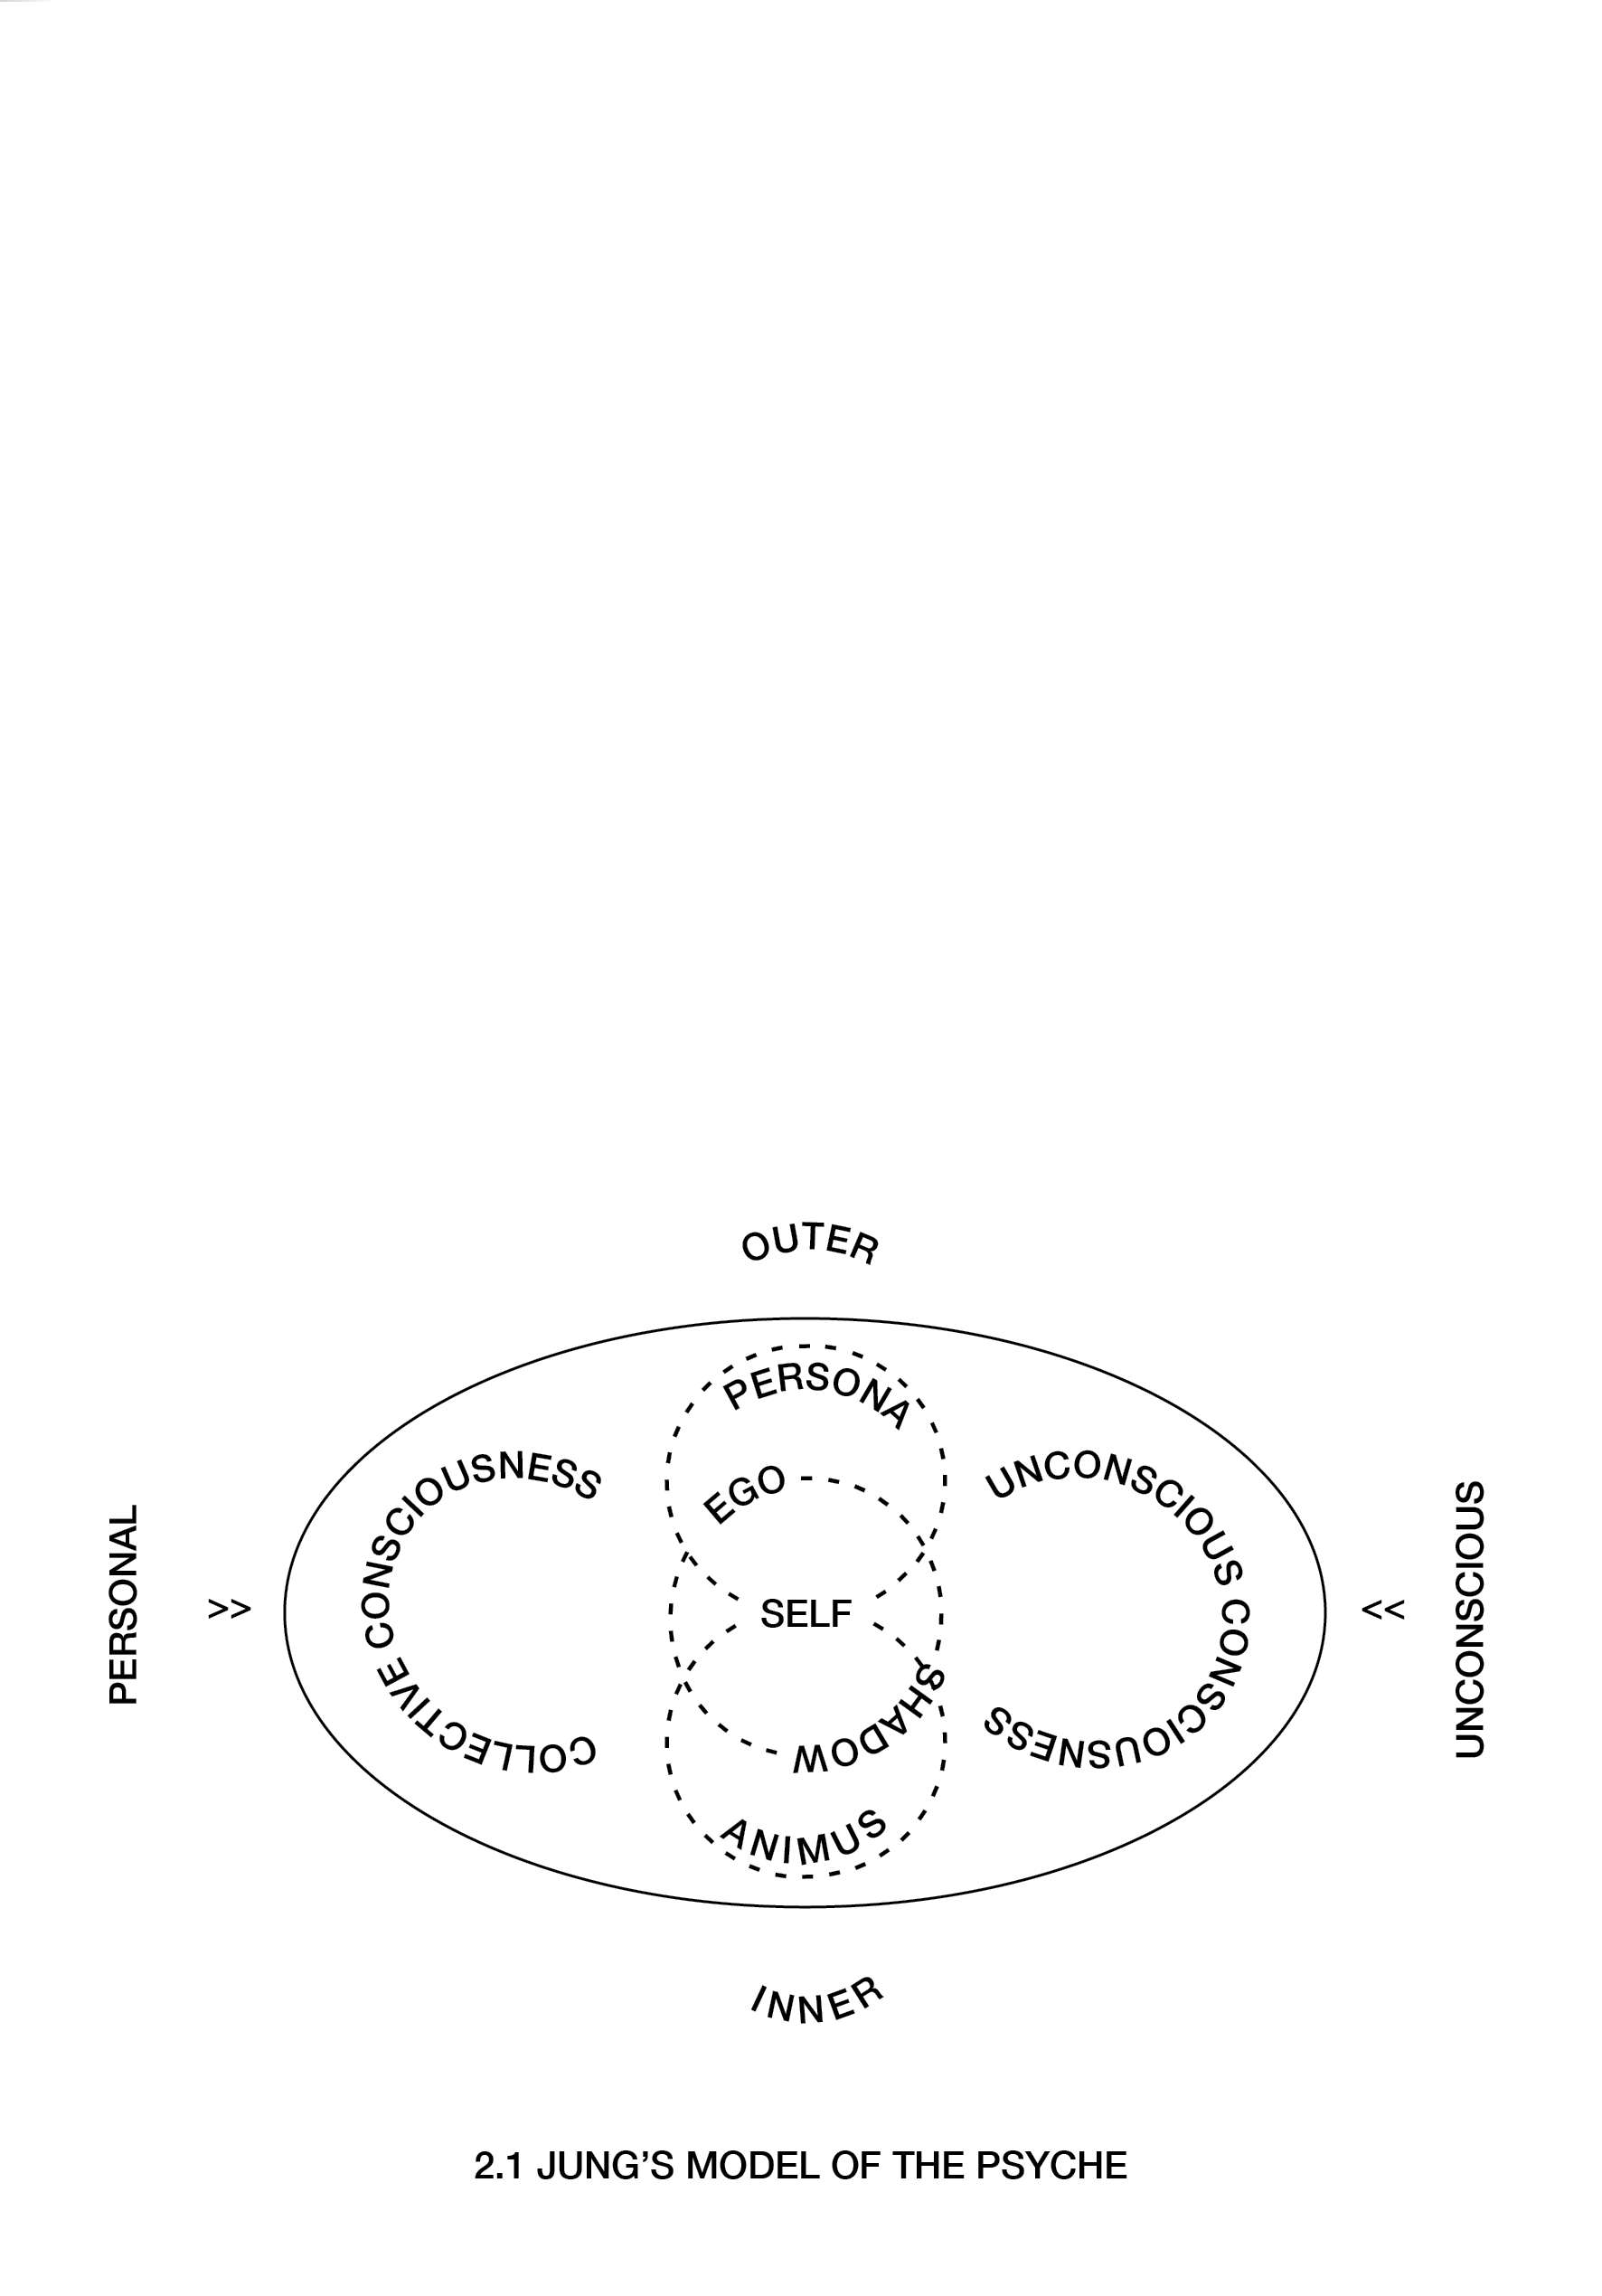 OUTER
PERSONA
EGO
SELF
SHADOW
ANIMUS
COLLECTIVE CONSCIOUSNESS
UNCONSCIOUS CONSCIOUSNESS
PERSONAL
>>
<<
UNCONSCIOUS
INNER
2.1 JUNG’S MODEL OF THE PSYCHE